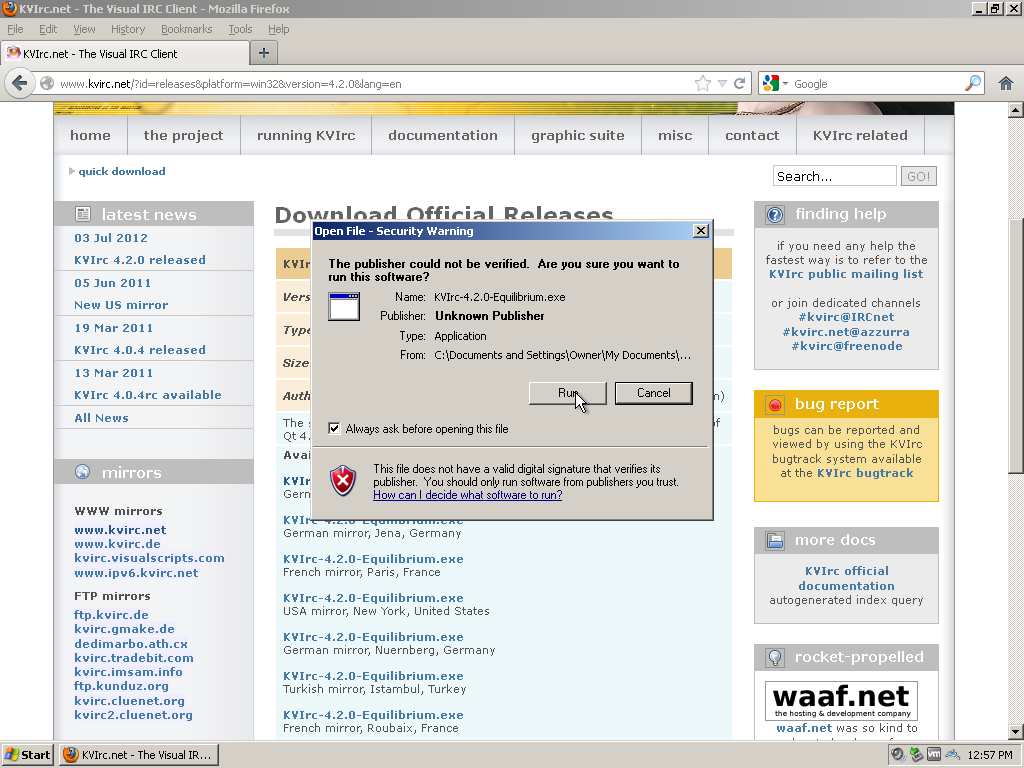 KVIrc.net - The Visual IRC Client - Mozilla Firefox
File Edit View History Bookmarks Tools Help
KVIrc.net - The Visual IRC Client
www.kvirc.net/?id=releases&platform=win32&version=4.2.0&lang=en
Google
home the project running KVIrc documentation graphic suite misc contact KVIrc related
quick download
Search... GO!
latest news
03 Jul 2012
KVIrc 4.2.0 released
05 Jun 2011
New US mirror
19 Mar 2011
KVIrc 4.0.4 released
13 Mar 2011
KVIrc 4.0.4rc available
All News
mirrors
WWW mirrors
www.kvirc.net
www.kvirc.de
kvirc.visualscripts.com
www.ipv6.kvirc.net
FTP mirrors
ftp.kvirc.de
kvirc.gmake.de
dedimarbo.ath.cx
kvirc.tradebit.com
kvirc.imsam.info
ftp.kunduz.org
kvirc.cluenet.org
kvirc2.cluenet.org
Download Official Releases
Open File - Security Warning
The publisher could not be verified. Are you sure you want to
run this software?
Name: KVIrc-4.2.0-Equilibrium.exe
Publisher: Unknown Publisher
Type: Application
From: C:\Documents and Settings\Owner\My Documents\...
Run Cancel
Always ask before opening this file
This file does not have a valid digital signature that verifies its
publisher. You should only run software from publishers you trust.
How can I decide what software to run?
Type
Size
The s of
Qt 4.
KVIrc-4.2.0-Equilibrium.exe
German mirror, Jena, Germany
KVIrc-4.2.0-Equilibrium.exe
French mirror, Paris, France
KVIrc-4.2.0-Equilibrium.exe
USA mirror, New York, United States
KVIrc-4.2.0-Equilibrium.exe
German mirror, Nuernberg, Germany
KVIrc-4.2.0-Equilibrium.exe
Turkish mirror, Istambul, Turkey
KVIrc-4.2.0-Equilibrium.exe
French mirror, Roubaix, France
finding help
if you need any help the
fastest way is to refer to the
KVIrc public mailing list
or join dedicated channels
#kvirc@IRCnet
#kvirc.net@azzurra
#kvirc@freenode
bug report
bugs can be reported and
viewed by using the KVIrc
bugtrack system available
at the KVIrc bugtrack
more docs
KVIrc official
documentation
autogenerated index query
rocket-propelled
waaf.net
the hosting & development company
waaf.net was so kind to
Start KVIrc.net - The Visual IR... 12:57 PM